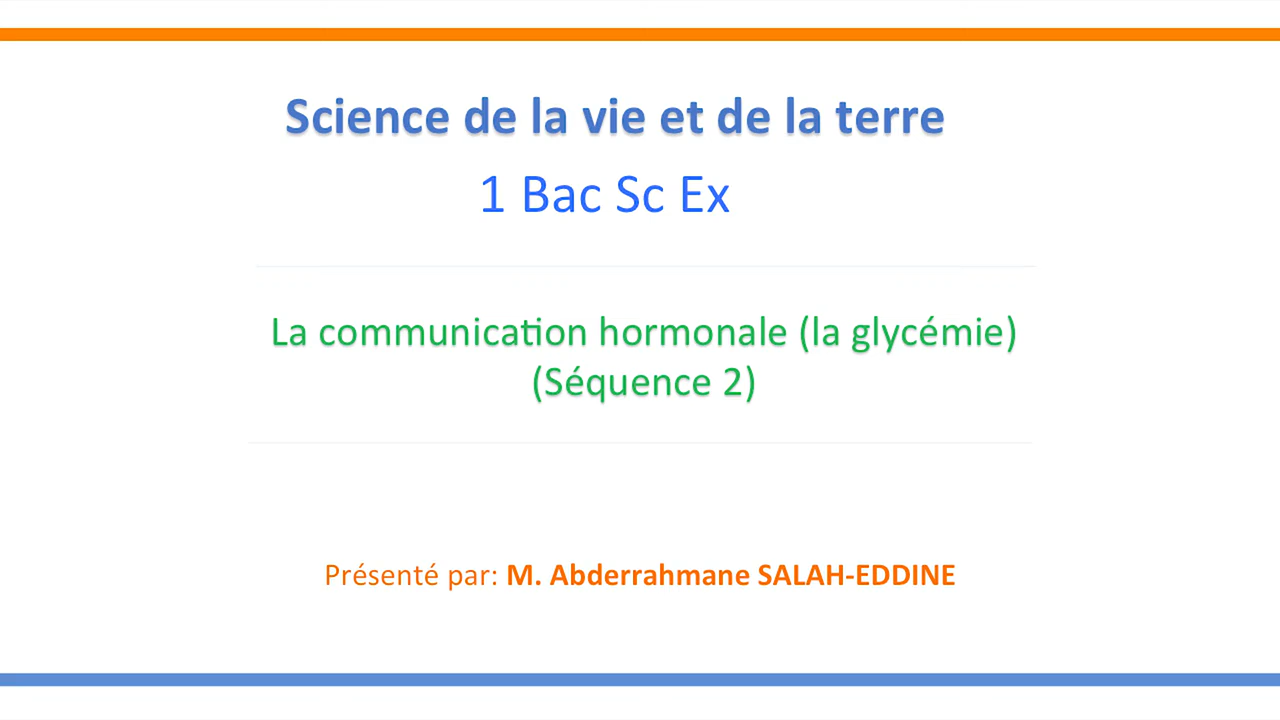 Science de la vie et de la terre
1 Bac Sc Ex
La communication hormonale (la glycémie)
(Séquence 2)
Présenté par: M. Abderrahmane SALAH-EDDINE